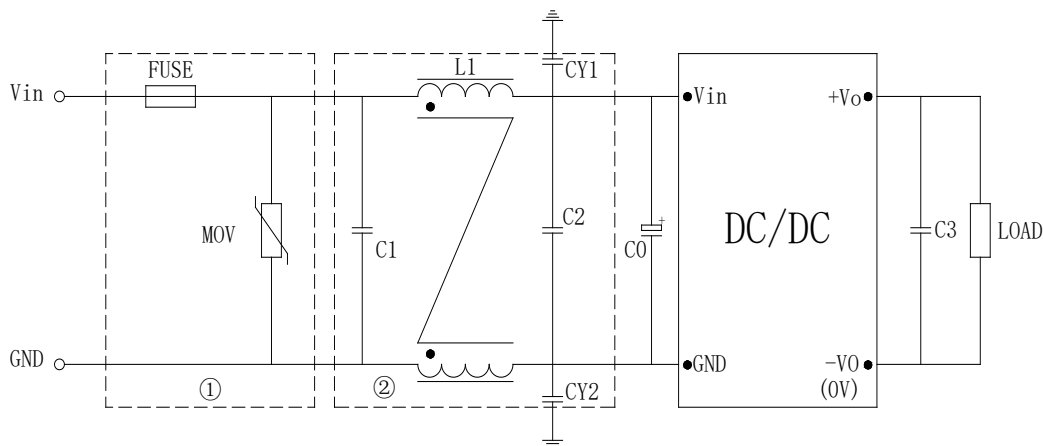 FUSE
L1
CY1
Vin
Vin
+Vo
MOV
C1
C2
C0
+
DC/DC
C3
LOAD
GND
GND
-VO
(0V)
①
②
CY2